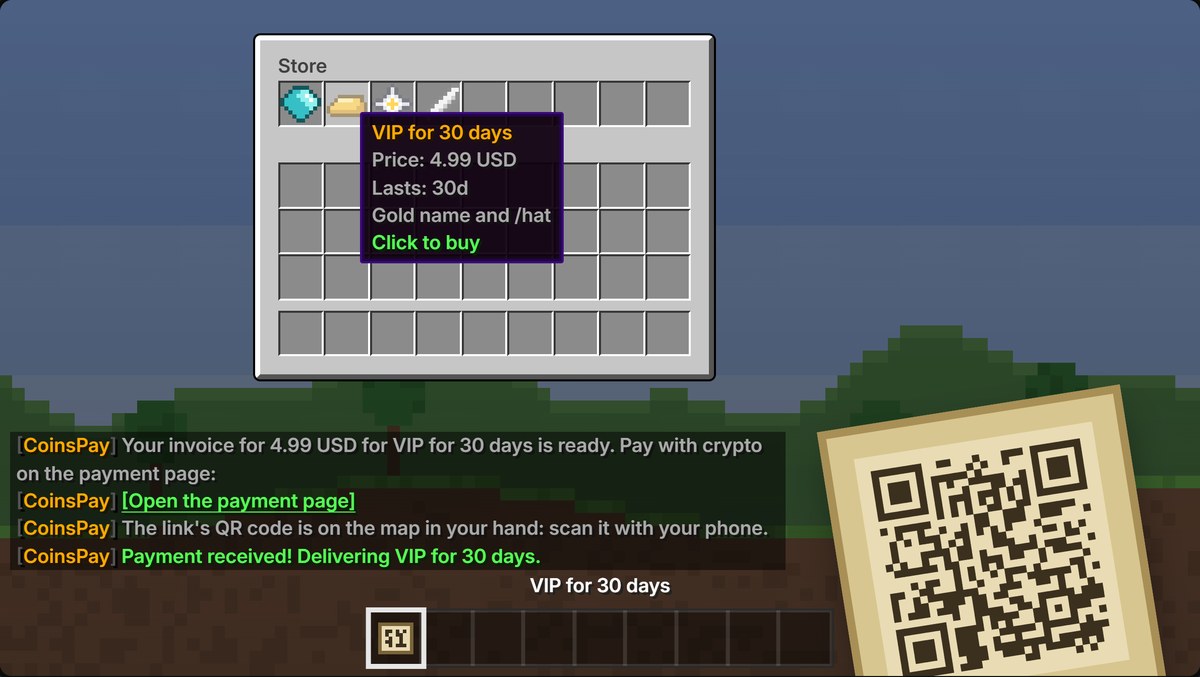 Store
VIP for 30 days
Price: 4.99 USD
Lasts: 30d
Gold name and /hat
Click to buy
[CoinsPay] Your invoice for 4.99 USD for VIP for 30 days is ready. Pay with crypto
on the payment page:
[CoinsPay] [Open the payment page]
[CoinsPay] The link's QR code is on the map in your hand: scan it with your phone.
[CoinsPay] Payment received! Delivering VIP for 30 days.
VIP for 30 days